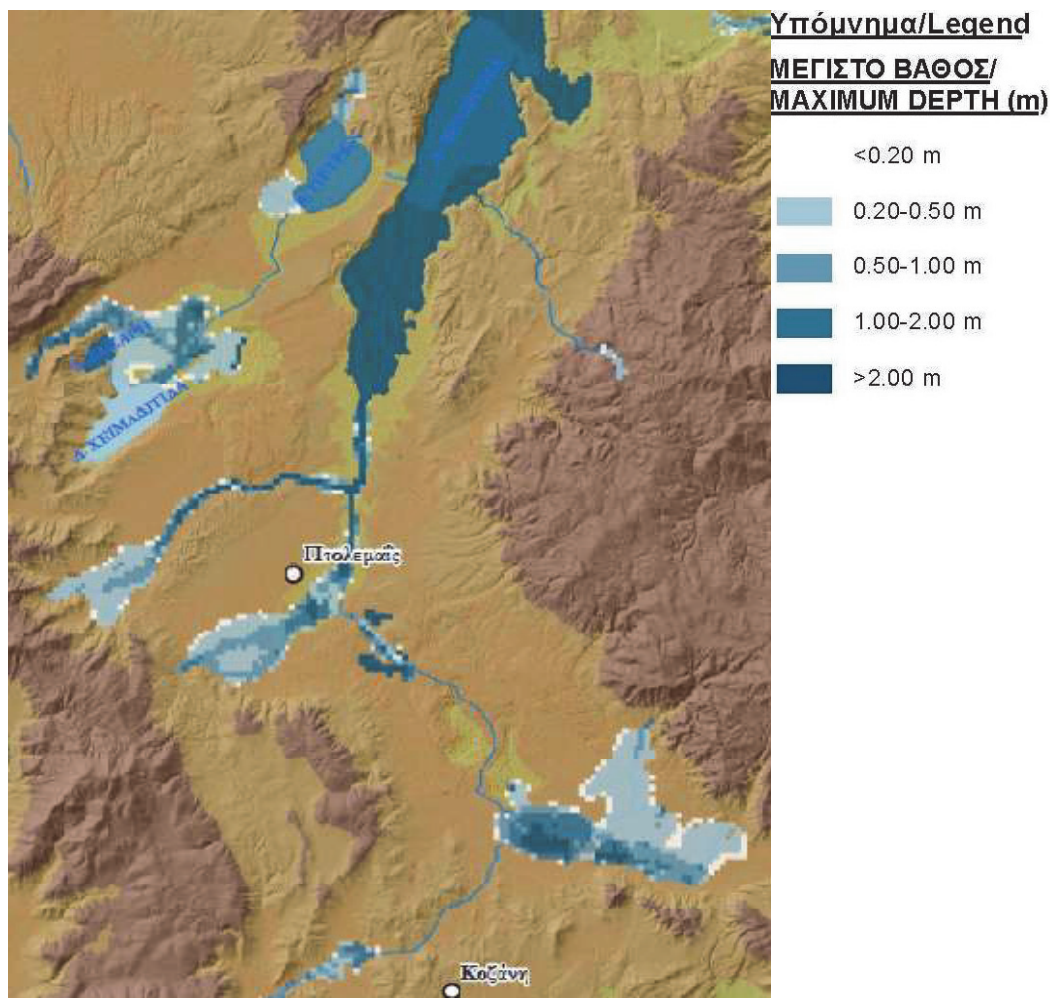 Υπόμνημα/Legend
ΜΕΓΙΣΤΟ ΒΑΘΟΣ/
MAXIMUM DEPTH (m)
<0.20 m
0.20-0.50 m
0.50-1.00 m
1.00-2.00 m
>2.00 m
Λ. ΧΕΙΜΑΔΙΤΙΔΑ
Πτολεμαΐς
Κοζάνη